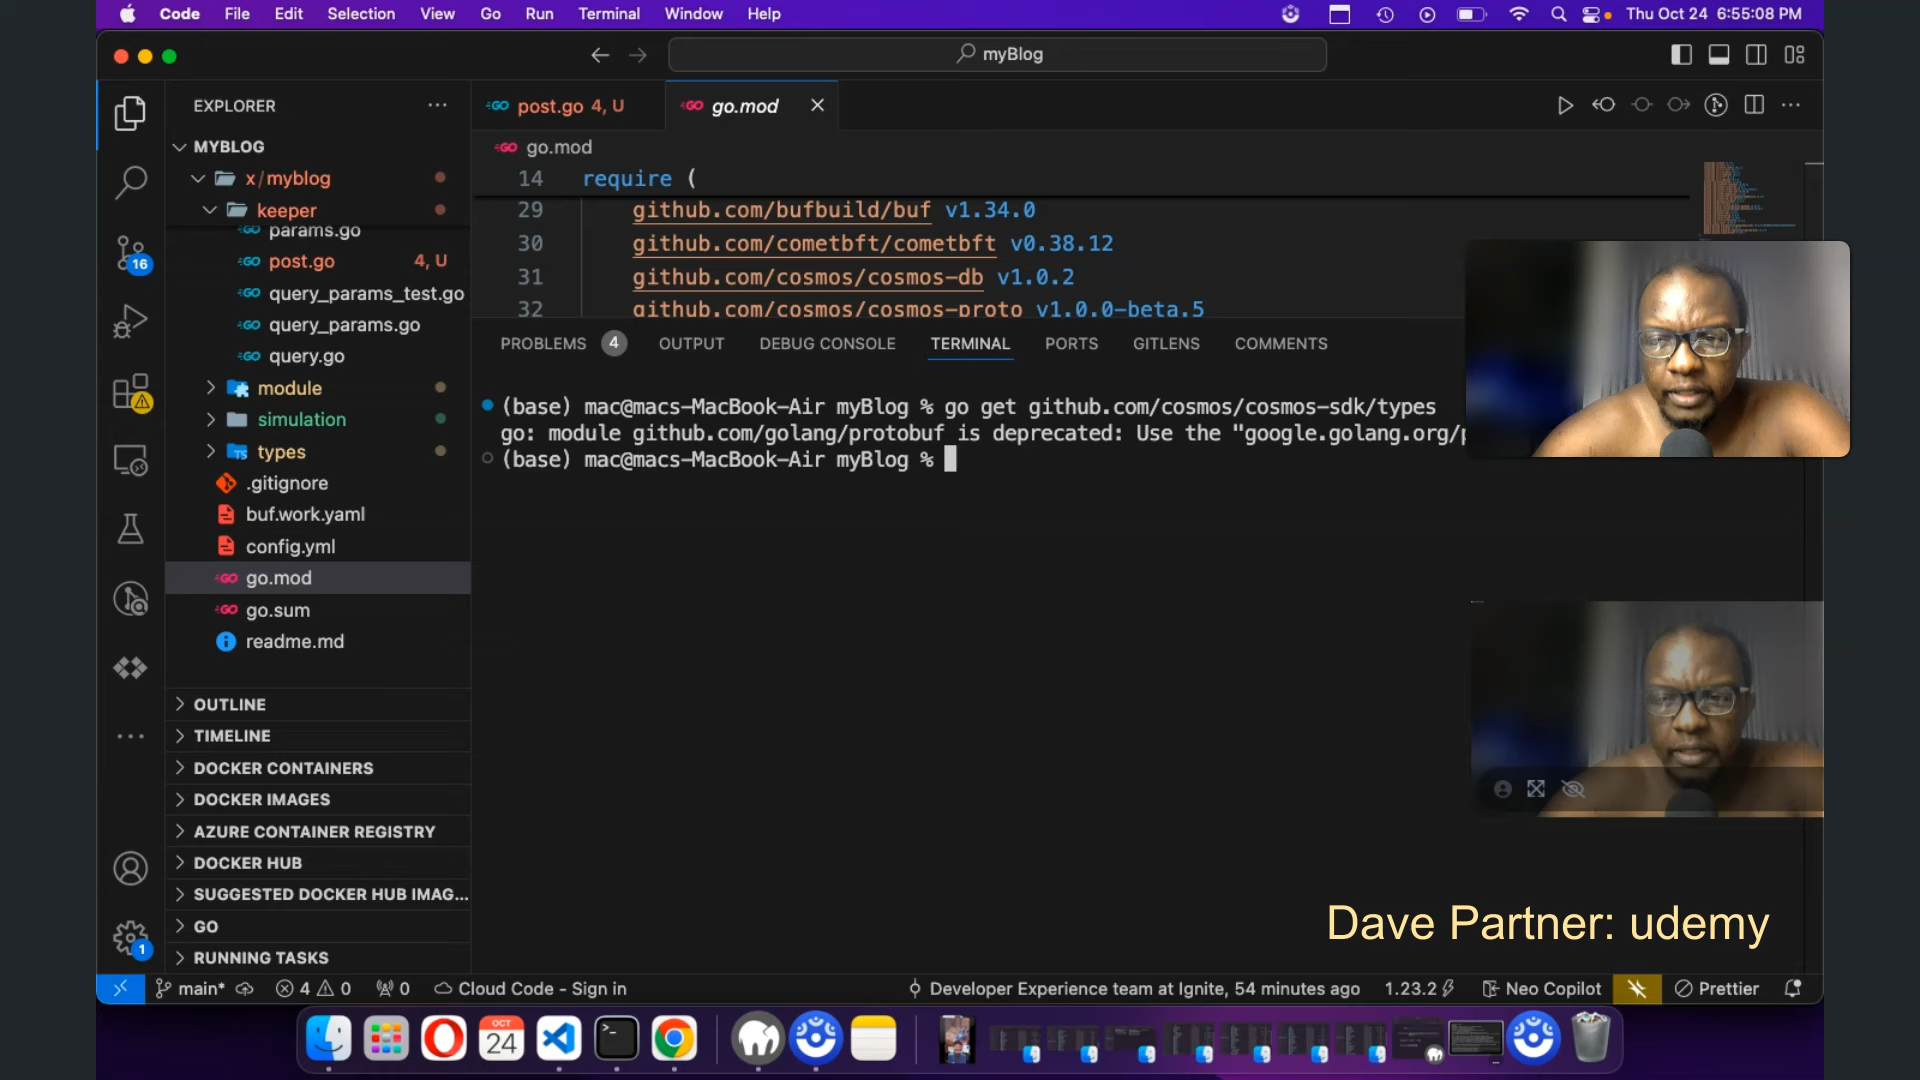 Code File Edit Selection View Go Run Terminal Window Help
Thu Oct 24 6:55:08 PM
myBlog
EXPLORER
post.go 4, U
go.mod
MYBLOG
go.mod
x/myblog
14 require (
keeper
29 github.com/bufbuild/buf v1.34.0
params.go
30 github.com/cometbft/cometbft v0.38.12
post.go 4, U
31 github.com/cosmos/cosmos-db v1.0.2
query_params_test.go
32 github.com/cosmos/cosmos-proto v1.0.0-beta.5
query_params.go
query.go
PROBLEMS 4 OUTPUT DEBUG CONSOLE TERMINAL PORTS GITLENS COMMENTS
module
(base) mac@macs-MacBook-Air myBlog % go get github.com/cosmos/cosmos-sdk/types
simulation
go: module github.com/golang/protobuf is deprecated: Use the "google.golang.org/p
types
(base) mac@macs-MacBook-Air myBlog %
.gitignore
buf.work.yaml
config.yml
go.mod
go.sum
readme.md
16
OUTLINE
TIMELINE
DOCKER CONTAINERS
DOCKER IMAGES
AZURE CONTAINER REGISTRY
DOCKER HUB
SUGGESTED DOCKER HUB IMAG...
GO
RUNNING TASKS
1
Dave Partner: udemy
main* 4 0 0 Cloud Code - Sign in
Developer Experience team at Ignite, 54 minutes ago 1.23.2 Neo Copilot Prettier
OCT
24